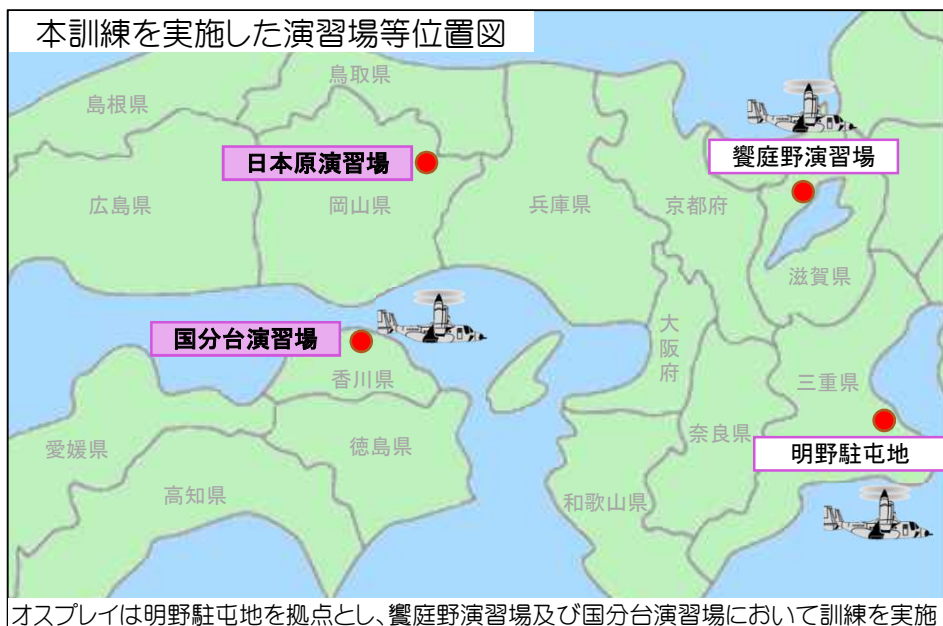 本訓練を実施した演習場等位置図
鳥取県
島根県
日本原演習場
饗庭野演習場
広島県
岡山県
兵庫県
京都府
滋賀県
国分台演習場
大阪府
香川県
三重県
愛媛県
徳島県
奈良県
明野駐屯地
高知県
和歌山県
オスプレイは明野駐屯地を拠点とし、饗庭野演習場及び国分台演習場において訓練を実施